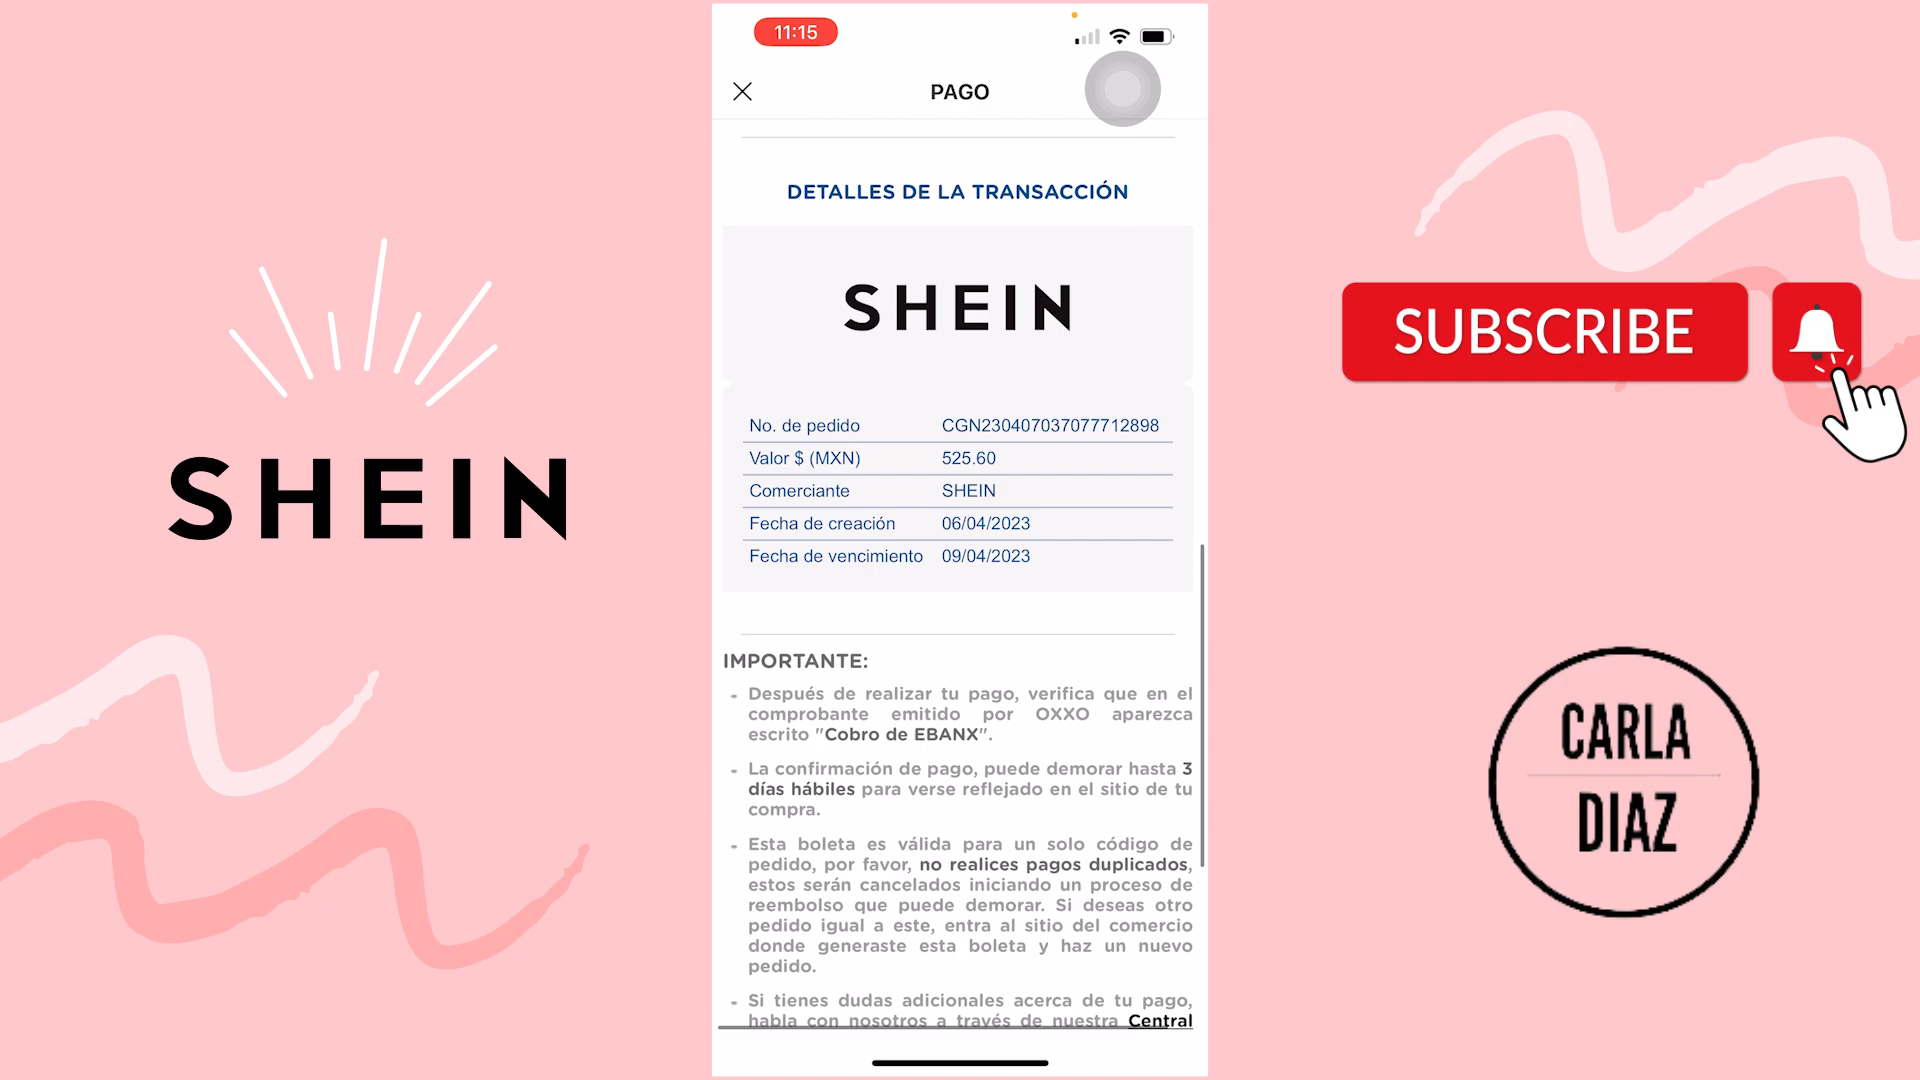 11:15
PAGO
DETALLES DE LA TRANSACCIÓN
SHEIN
No. de pedido CGN230407037077712898
Valor $ (MXN) 525.60
Comerciante SHEIN
Fecha de creación 06/04/2023
Fecha de vencimiento 09/04/2023
IMPORTANTE:
- Después de realizar tu pago, verifica que en el
comprobante emitido por OXXO aparezca
escrito "Cobro de EBANX".
- La confirmación de pago, puede demorar hasta 3
días hábiles para verse reflejado en el sitio de tu
compra.
- Esta boleta es válida para un solo código de
pedido, por favor, no realices pagos duplicados,
estos serán cancelados iniciando un proceso de
reembolso que puede demorar. Si deseas otro
pedido igual a este, entra al sitio del comercio
donde generaste esta boleta y haz un nuevo
pedido.
- Si tienes dudas adicionales acerca de tu pago,
habla con nosotros a través de nuestra Central
SHEIN
SUBSCRIBE
CARLA
DIAZ